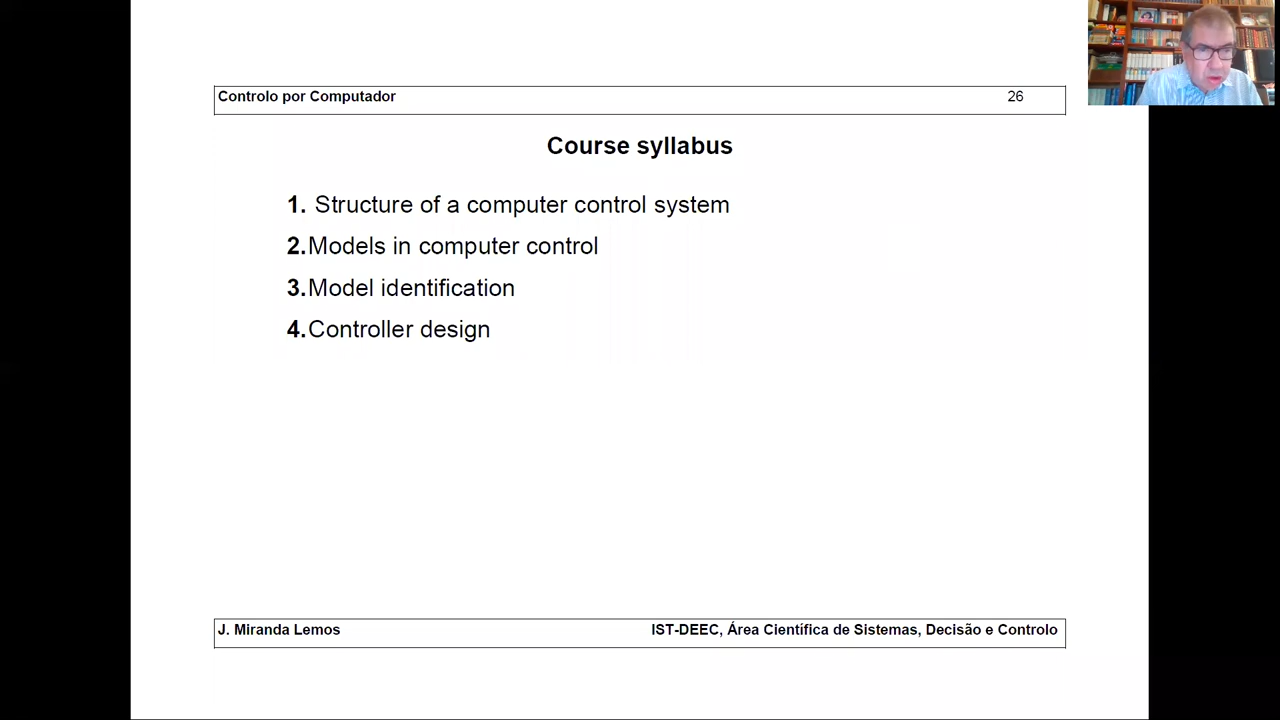 Controlo por Computador 26
Course syllabus
1. Structure of a computer control system
2.Models in computer control
3.Model identification
4.Controller design
J. Miranda Lemos IST-DEEC, Área Científica de Sistemas, Decisão e Controlo